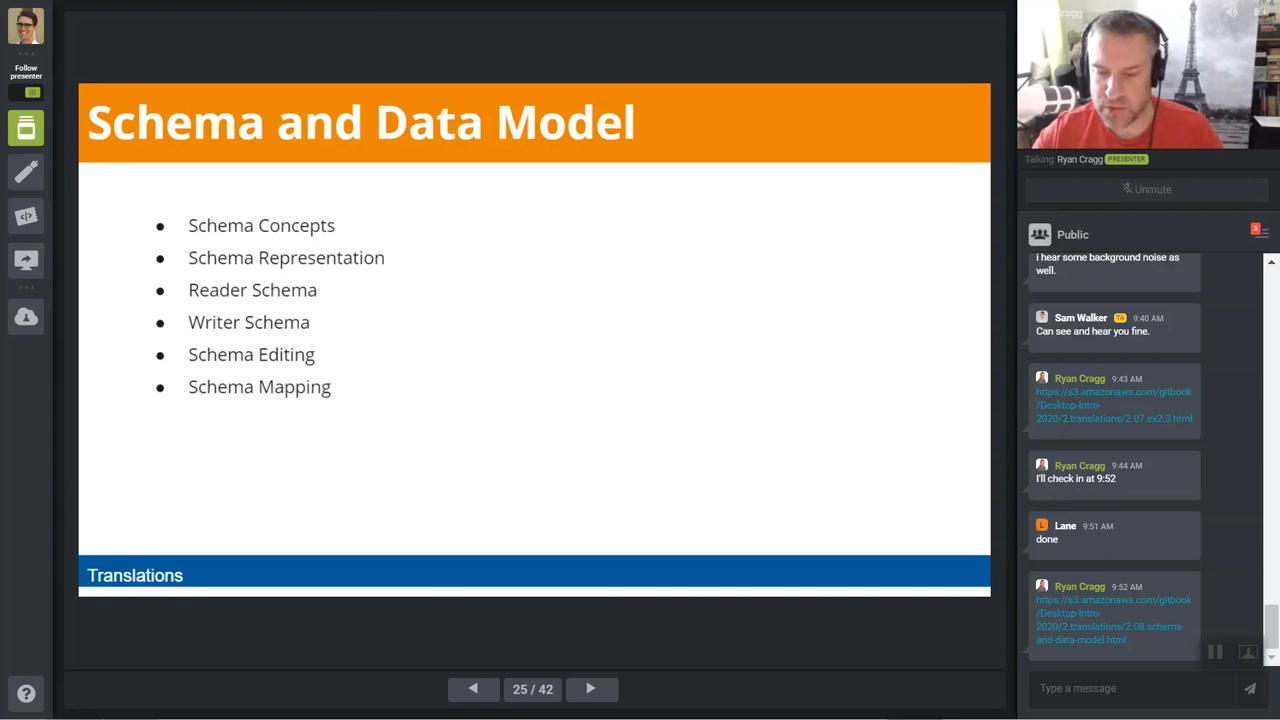 Follow
presenter
Schema and Data Model
• Schema Concepts
• Schema Representation
• Reader Schema
• Writer Schema
• Schema Editing
• Schema Mapping
Translations
25 / 42
Cragg
Talking: Ryan Cragg PRESENTER
Unmute
Public
3
i hear some background noise as
well.
Sam Walker TA 9:40 AM
Can see and hear you fine.
Ryan Cragg 9:43 AM
https://s3.amazonaws.com/gitbook
/Desktop-Intro-
2020/2.translations/2.07.ex2.3.html
Ryan Cragg 9:44 AM
I'll check in at 9:52
L Lane 9:51 AM
done
Ryan Cragg 9:52 AM
https://s3.amazonaws.com/gitbook
/Desktop-Intro-
2020/2.translations/2.08.schema-
and-data-model.html
Type a message